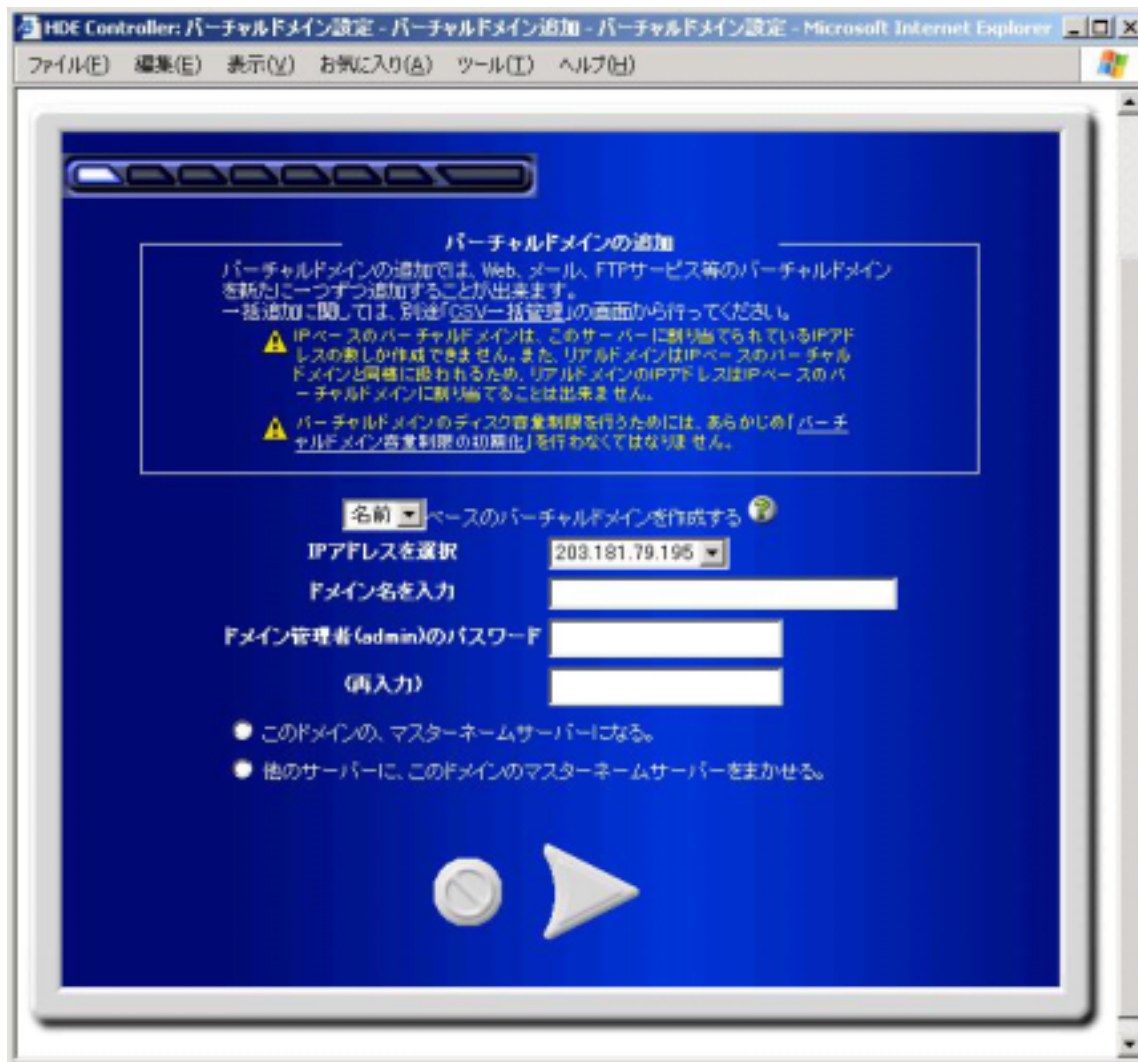 HDE Controller: バーチャルドメイン設定 - バーチャルドメイン追加 - バーチャルドメイン設定 - Microsoft Internet Explorer
ファイル(F) 編集(E) 表示(V) お気に入り(A) ツール(T) ヘルプ(H)
バーチャルドメインの追加
バーチャルドメインの追加では、Web、メール、FTPサービス等のバーチャルドメイン
を新たに一つずつ追加することが出来ます。
一括追加に関しては、別途「CSV一括管理」の画面から行ってください。
IPベースのバーチャルドメインは、このサーバーに割り当てられているIPアド
レスの数しか作成できません。また、リアルドメインはIPベースのバーチャル
ドメインと同様に扱われるため、リアルドメインのIPアドレスはIPベースのバ
ーチャルドメインに割り当てることは出来ません。
バーチャルドメインのディスク容量制限を行うためには、あらかじめ「バーチ
ャルドメイン容量制限の初期化」を行わなくてはなりません。
名前 ベースのバーチャルドメインを作成する
IPアドレスを選択 203.181.79.195
ドメイン名を入力
ドメイン管理者(admin)のパスワード
(再入力)
このドメインの、マスターネームサーバーになる。
他のサーバーに、このドメインのマスターネームサーバーをまかせる。